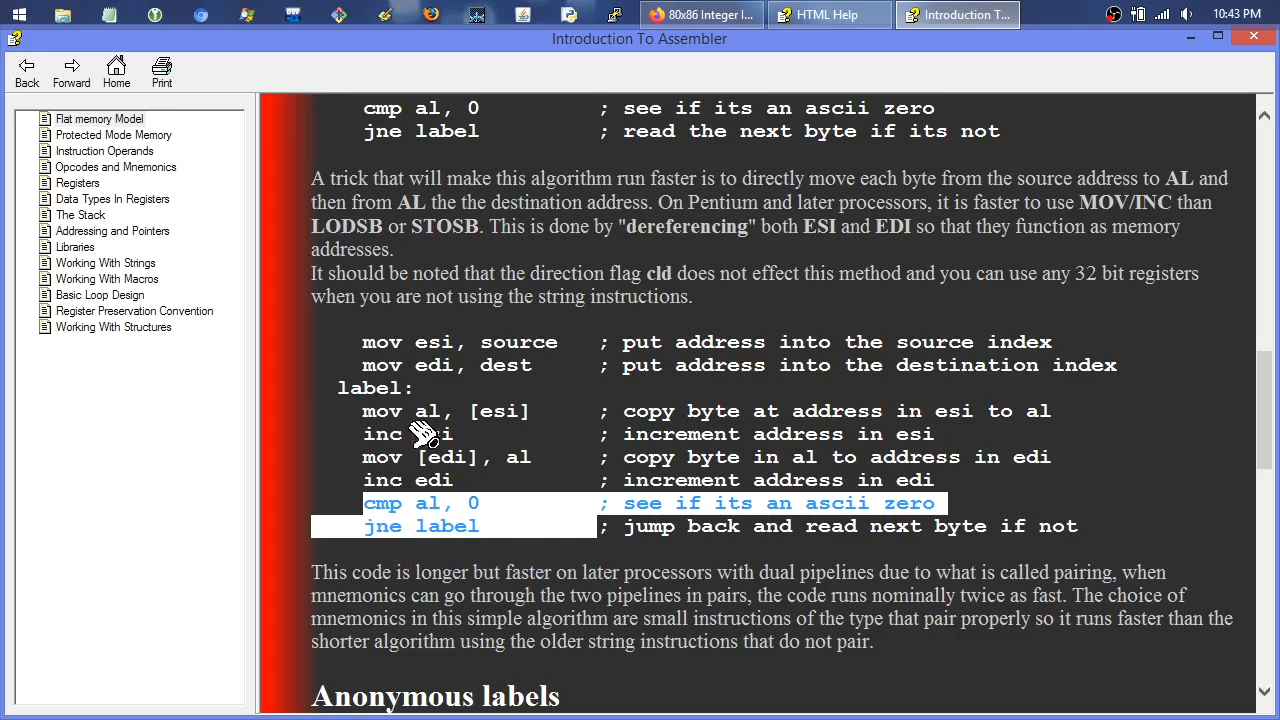 80x86 Integer I...
HTML Help
Introduction T...
10:43 PM
Introduction To Assembler
Back
Forward
Home
Print
Flat memory Model
Protected Mode Memory
Instruction Operands
Opcodes and Mnemonics
Registers
Data Types In Registers
The Stack
Addressing and Pointers
Libraries
Working With Strings
Working With Macros
Basic Loop Design
Register Preservation Convention
Working With Structures
cmp al, 0 ; see if its an ascii zero
jne label ; read the next byte if its not
A trick that will make this algorithm run faster is to directly move each byte from the source address to AL and
then from AL the the destination address. On Pentium and later processors, it is faster to use MOV/INC than
LODSB or STOSB. This is done by "dereferencing" both ESI and EDI so that they function as memory
addresses.
It should be noted that the direction flag cld does not effect this method and you can use any 32 bit registers
when you are not using the string instructions.
mov esi, source ; put address into the source index
mov edi, dest ; put address into the destination index
label:
mov al, [esi] ; copy byte at address in esi to al
inc ; increment address in esi
mov [edi], al ; copy byte in al to address in edi
inc edi ; increment address in edi
cmp al, 0 ; see if its an ascii zero
jne label ; jump back and read next byte if not
This code is longer but faster on later processors with dual pipelines due to what is called pairing, when
mnemonics can go through the two pipelines in pairs, the code runs nominally twice as fast. The choice of
mnemonics in this simple algorithm are small instructions of the type that pair properly so it runs faster than the
shorter algorithm using the older string instructions that do not pair.
Anonymous labels